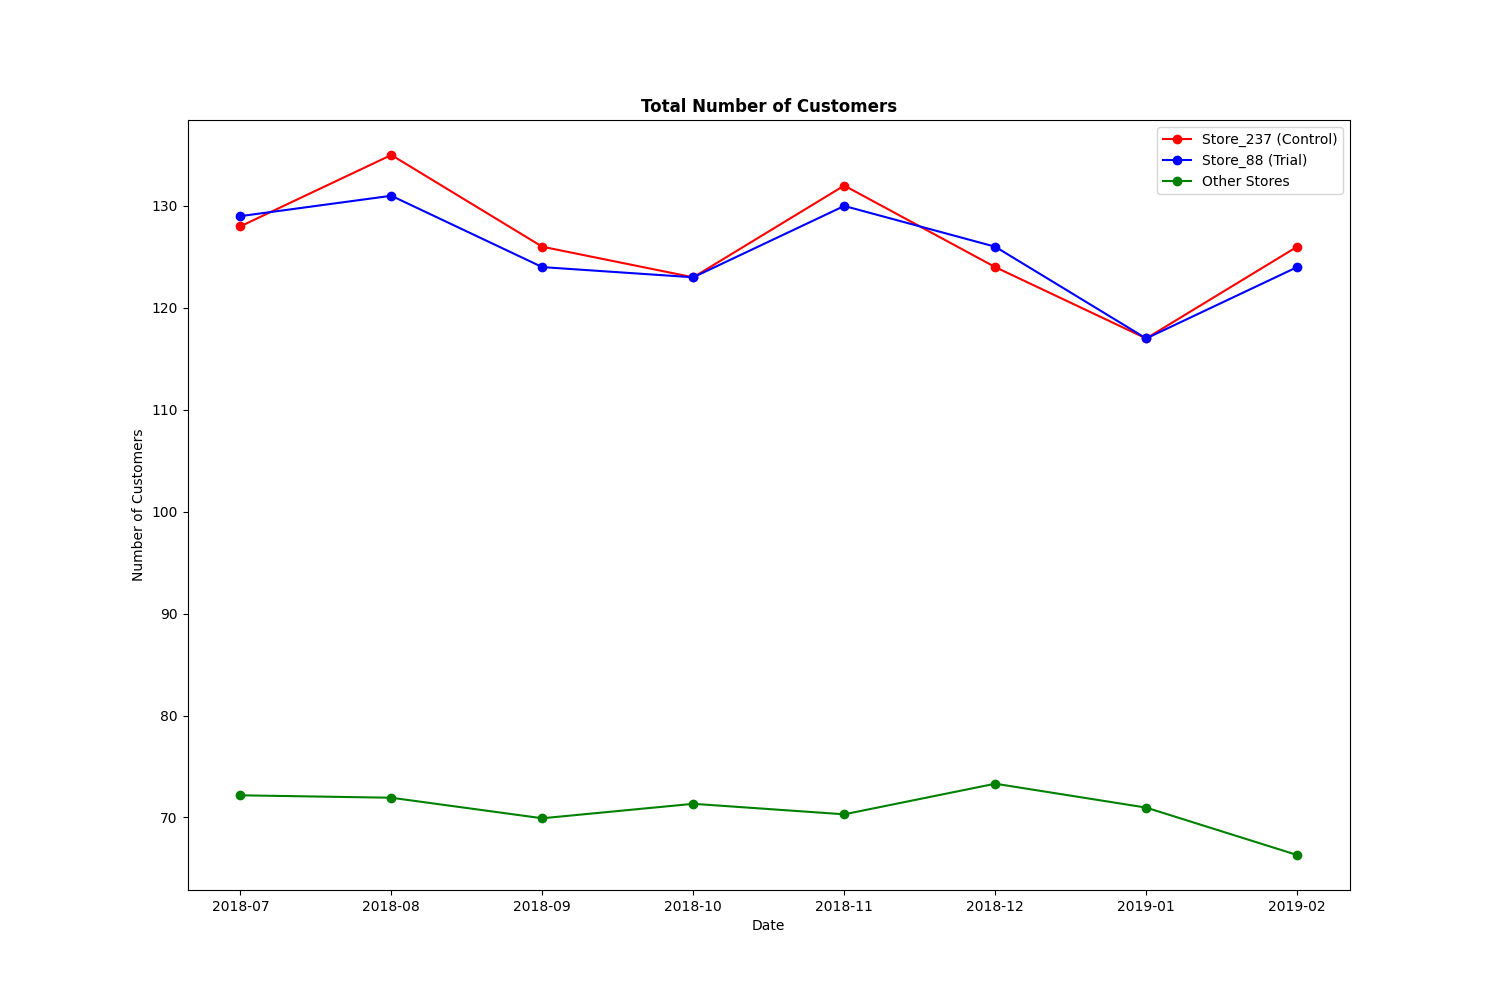 Total Number of Customers
Store_237 (Control)
Store_88 (Trial)
Other Stores
130
120
110
100
90
80
70
Number of Customers
2018-07 2018-08 2018-09 2018-10 2018-11 2018-12 2019-01 2019-02
Date